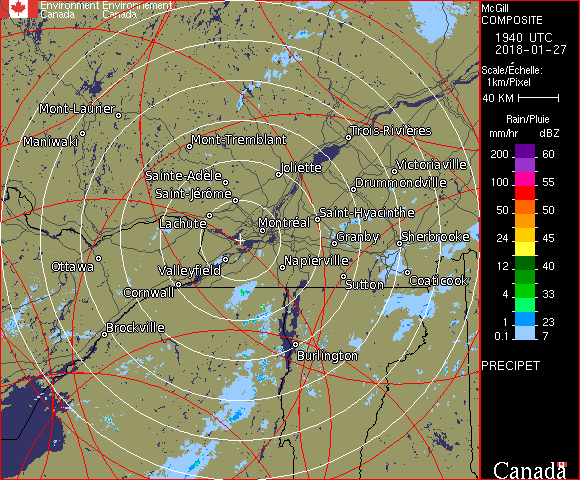 Environment Environnement
Canada Canada
McGill
COMPOSITE
1940 UTC
2018-01-27
Scale/Échelle:
1km/Pixel
40 KM
Rain/Pluie
mm/hr dBZ
200 60
100 55
50 50
24 45
12 40
4 33
1 23
0.1 7
PRECIPET
Canada
Mont-Laurier
Maniwaki
Trois-Rivières
Mont-Tremblant
Joliette
Victoriaville
Sainte-Adèle
Drummondville
Saint-Jérôme
Saint-Hyacinthe
Lachute
Montréal
Granby
Sherbrooke
Ottawa
Valleyfield
Napierville
Cornwall
Sutton
Coaticook
Brockville
Burlington